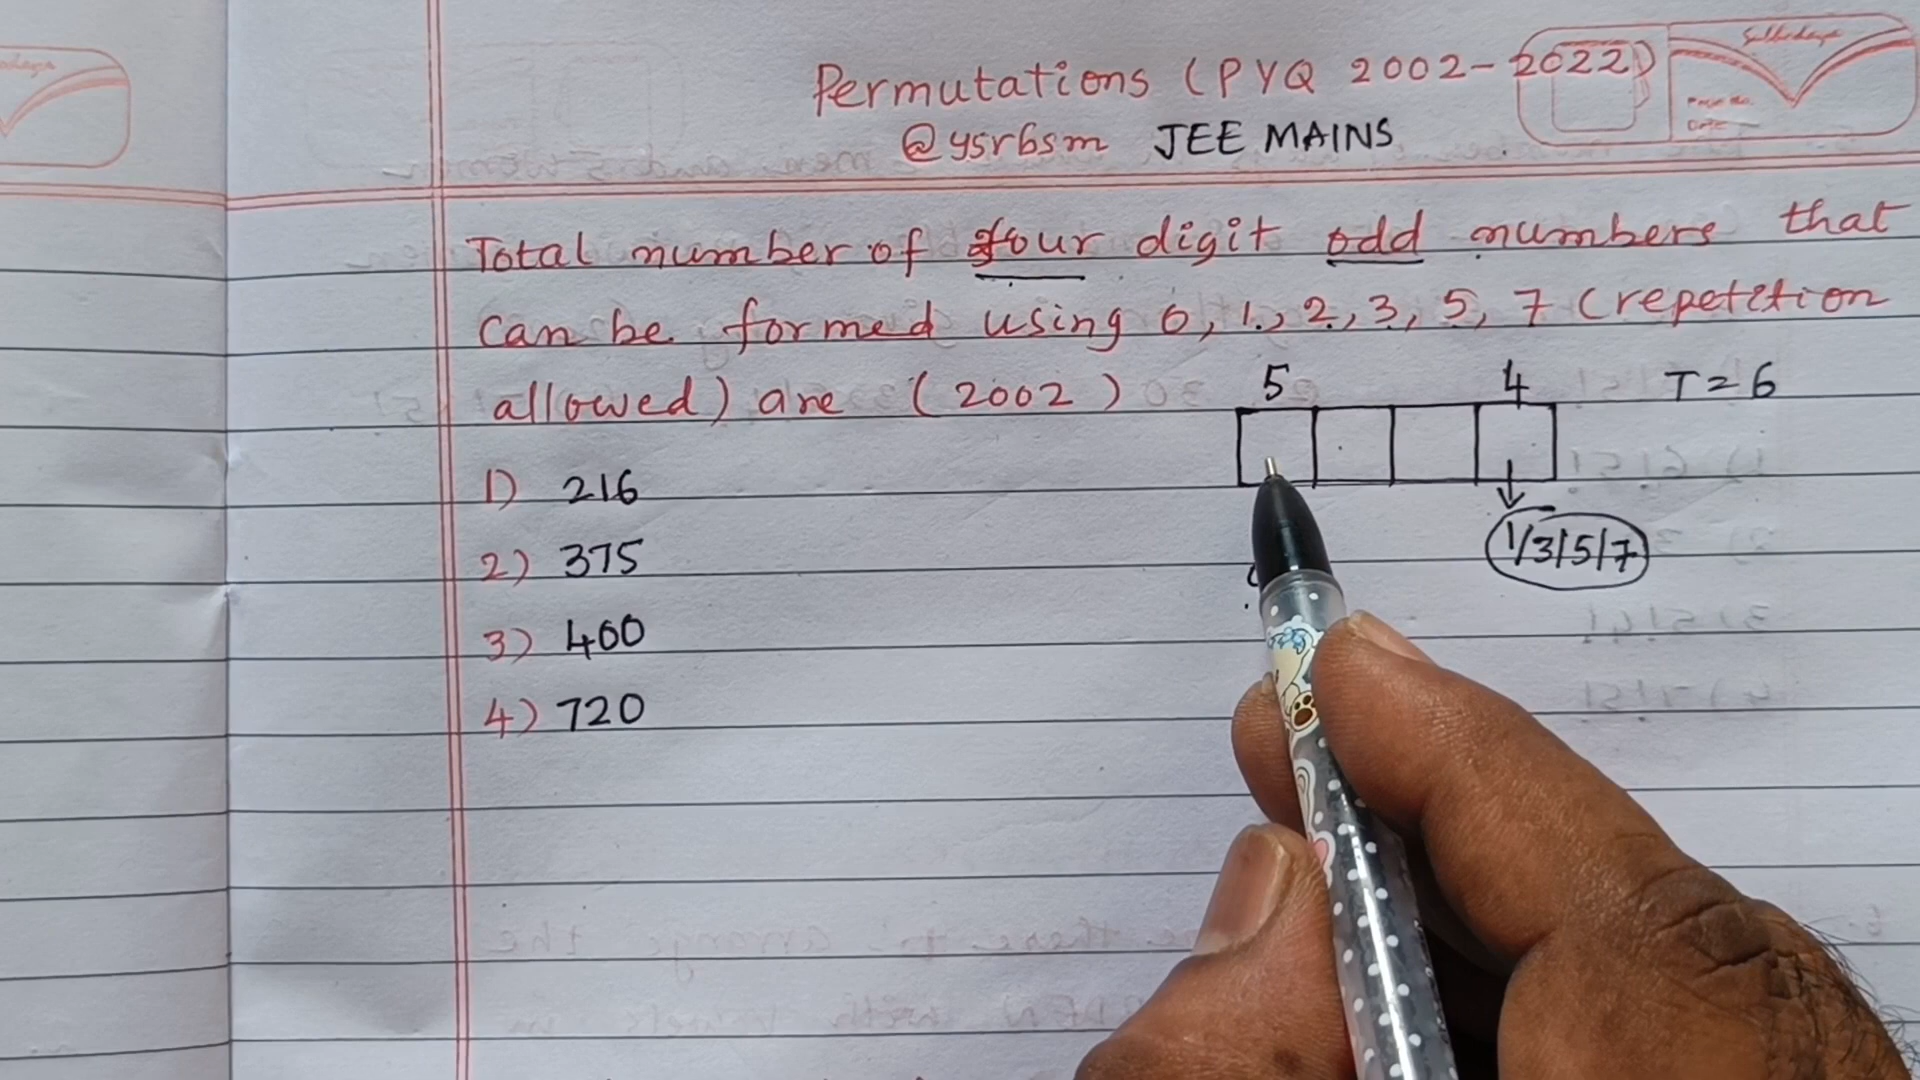 Permutations (PYQ 2002-2022)
@ysrbsm JEE MAINS
Total number of four digit odd numbers that
can be formed using 0, 1, 2, 3, 5, 7 (repetition
allowed) are (2002)
5 4 T = 6
1/3/5/7
1) 216
2) 375
3) 400
4) 720